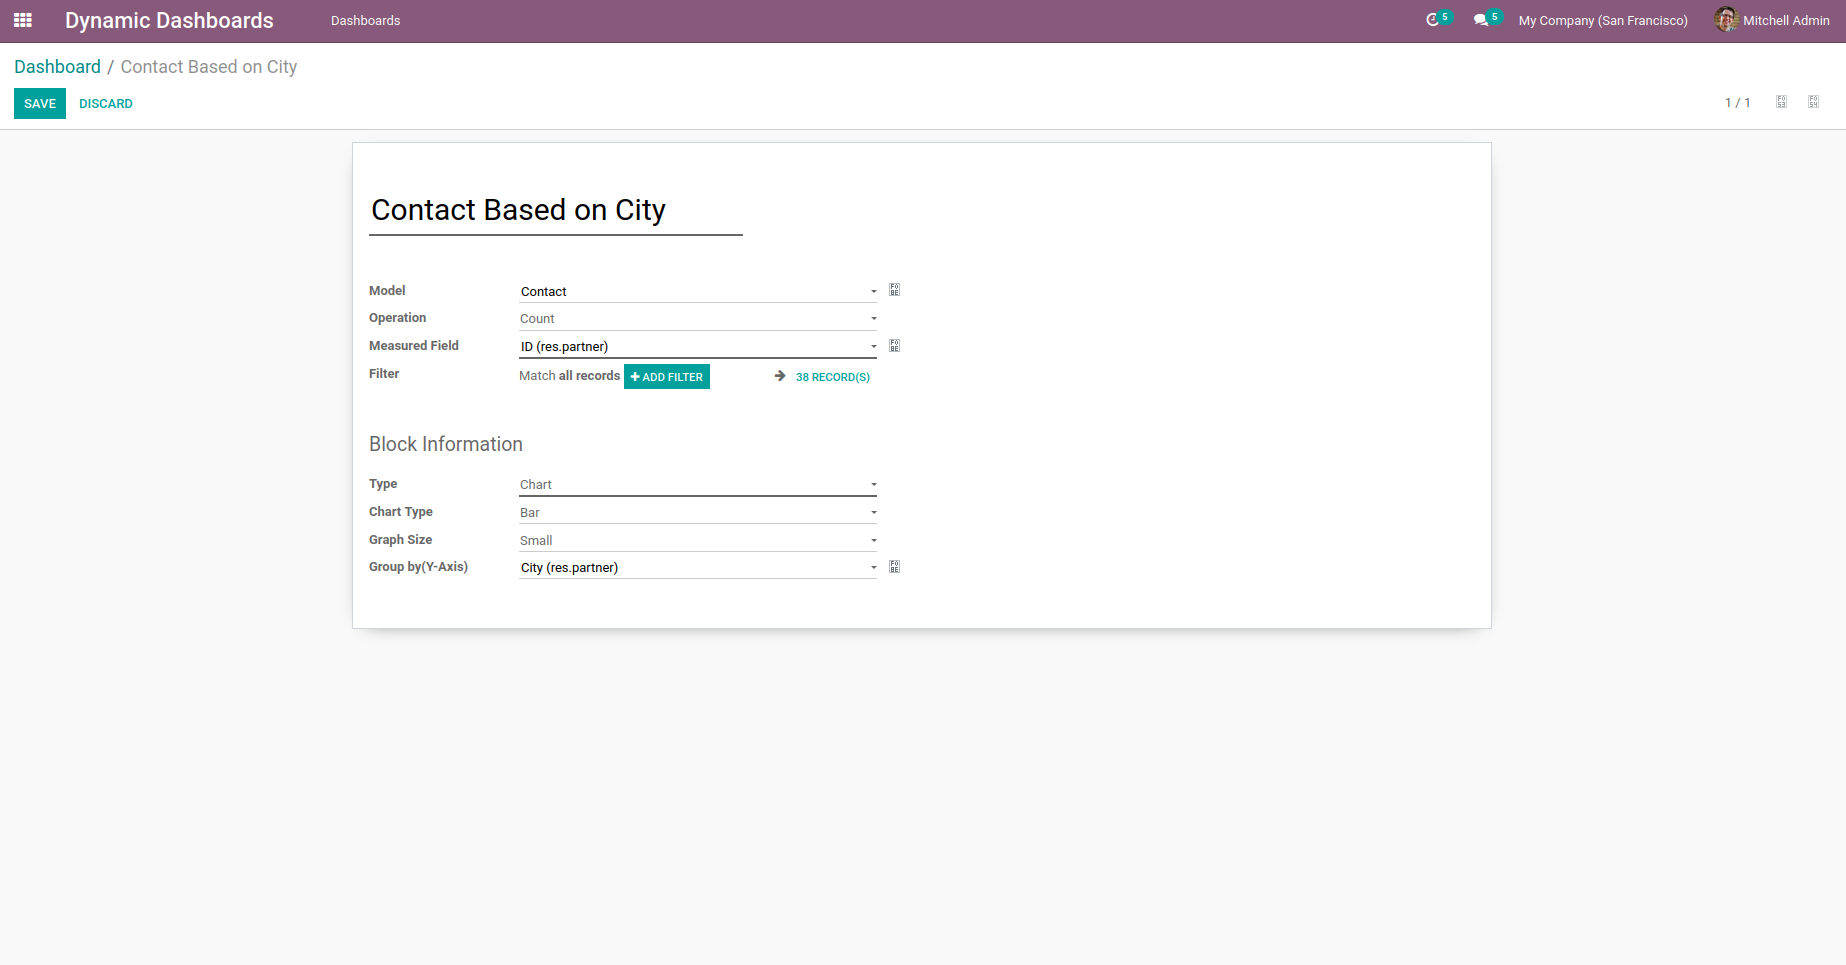 Dynamic Dashboards Dashboards 5 5 My Company (San Francisco) Mitchell Admin
Dashboard / Contact Based on City
SAVE DISCARD 1 / 1
Contact Based on City
Model Contact
Operation Count
Measured Field ID (res.partner)
Filter Match all records ADD FILTER 38 RECORD(S)
Block Information
Type Chart
Chart Type Bar
Graph Size Small
Group by(Y-Axis) City (res.partner)